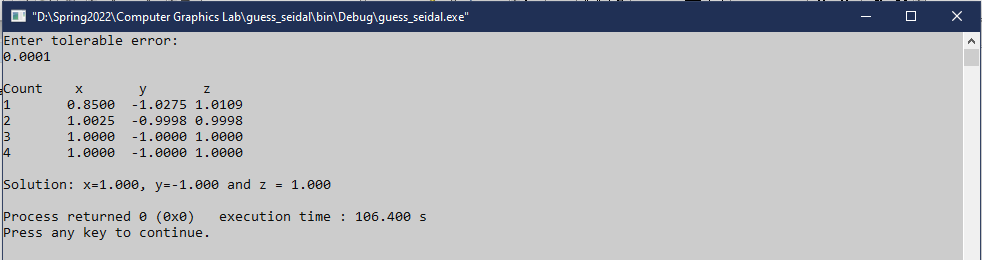 "D:\Spring2022\Computer Graphics Lab\guess_seidal\bin\Debug\guess_seidal.exe"
Enter tolerable error:
0.0001
Count    x       y       z
1       0.8500  -1.0275 1.0109
2       1.0025  -0.9998 0.9998
3       1.0000  -1.0000 1.0000
4       1.0000  -1.0000 1.0000
Solution: x=1.000, y=-1.000 and z = 1.000
Process returned 0 (0x0)   execution time : 106.400 s
Press any key to continue.